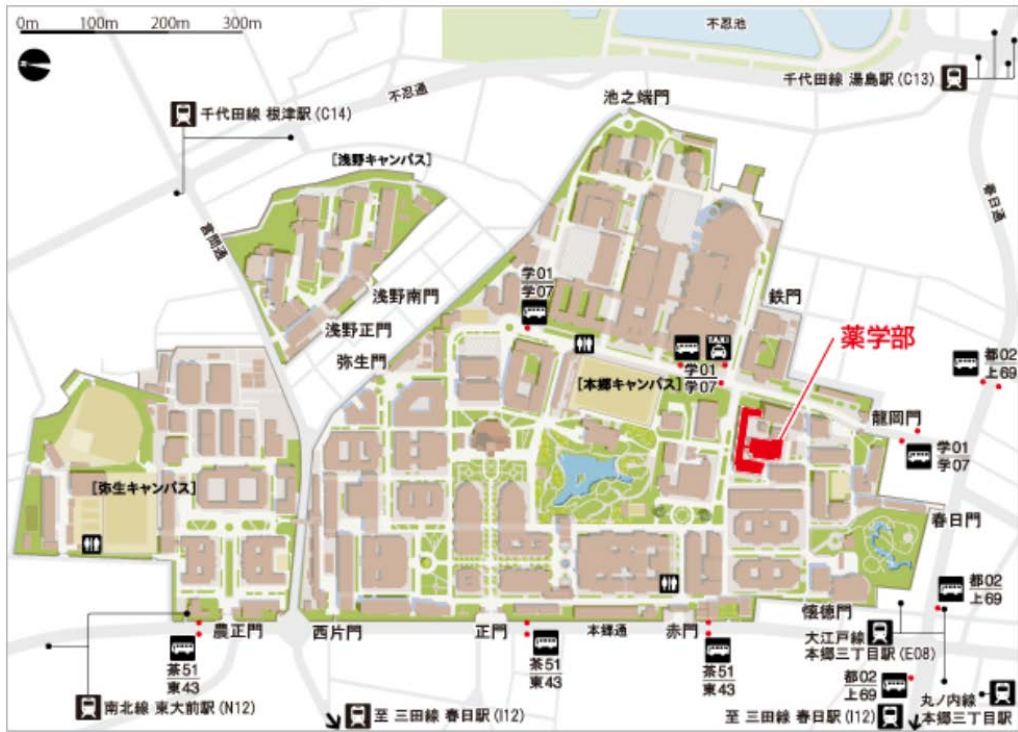 0m 100m 200m 300m
不忍池
千代田線 湯島駅(C13)
不忍通
池之端門
千代田線 根津駅(C14)
[浅野キャンパス]
春日通
言問通
学01
学07
浅野南門
浅野正門
弥生門
鉄門
薬学部
TAXI
学01
学07
[本郷キャンパス]
都02
上69
龍岡門
学01
学07
[弥生キャンパス]
春日門
都02
上69
懐徳門
農正門
西片門
正門
本郷通
赤門
大江戸線
本郷三丁目駅(E08)
茶51
東43
茶51
東43
茶51
東43
都02
上69
南北線 東大前駅(N12)
至 三田線 春日駅(I12)
至 三田線 春日駅(I12)
丸ノ内線
本郷三丁目駅